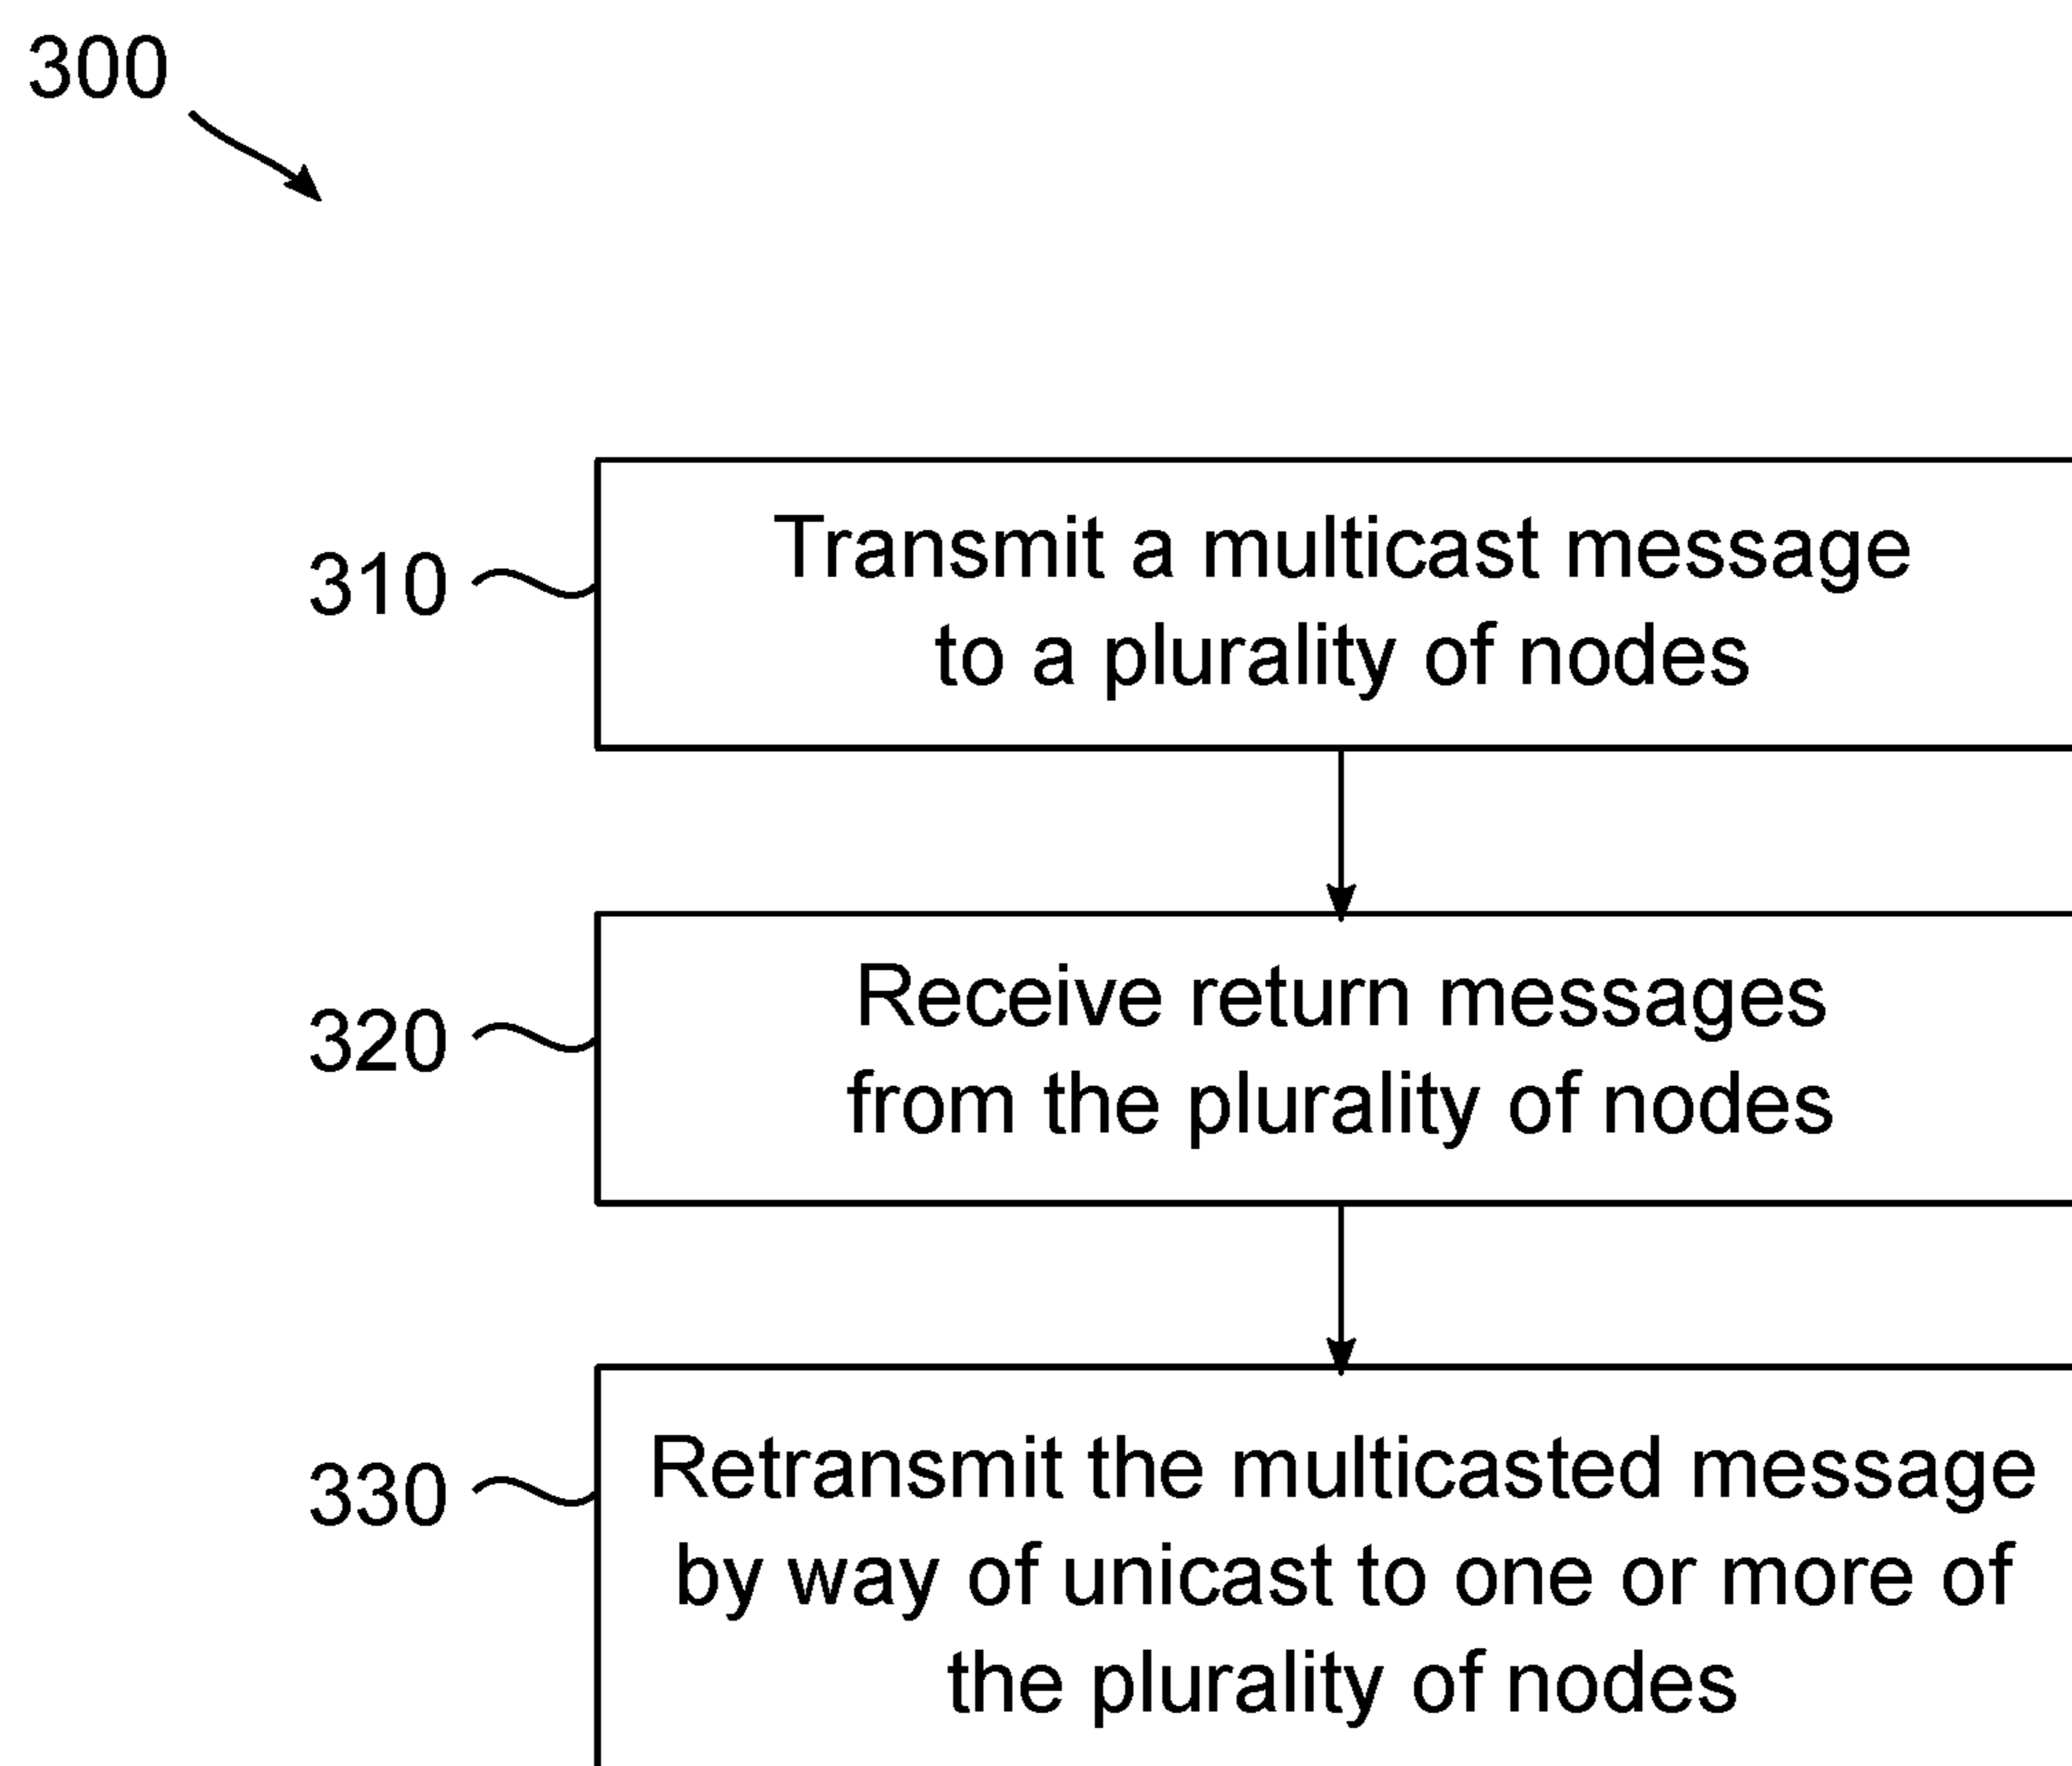 300
310
Transmit a multicast message
to a plurality of nodes
320
Receive return messages
from the plurality of nodes
330
Retransmit the multicasted message
by way of unicast to one or more of
the plurality of nodes